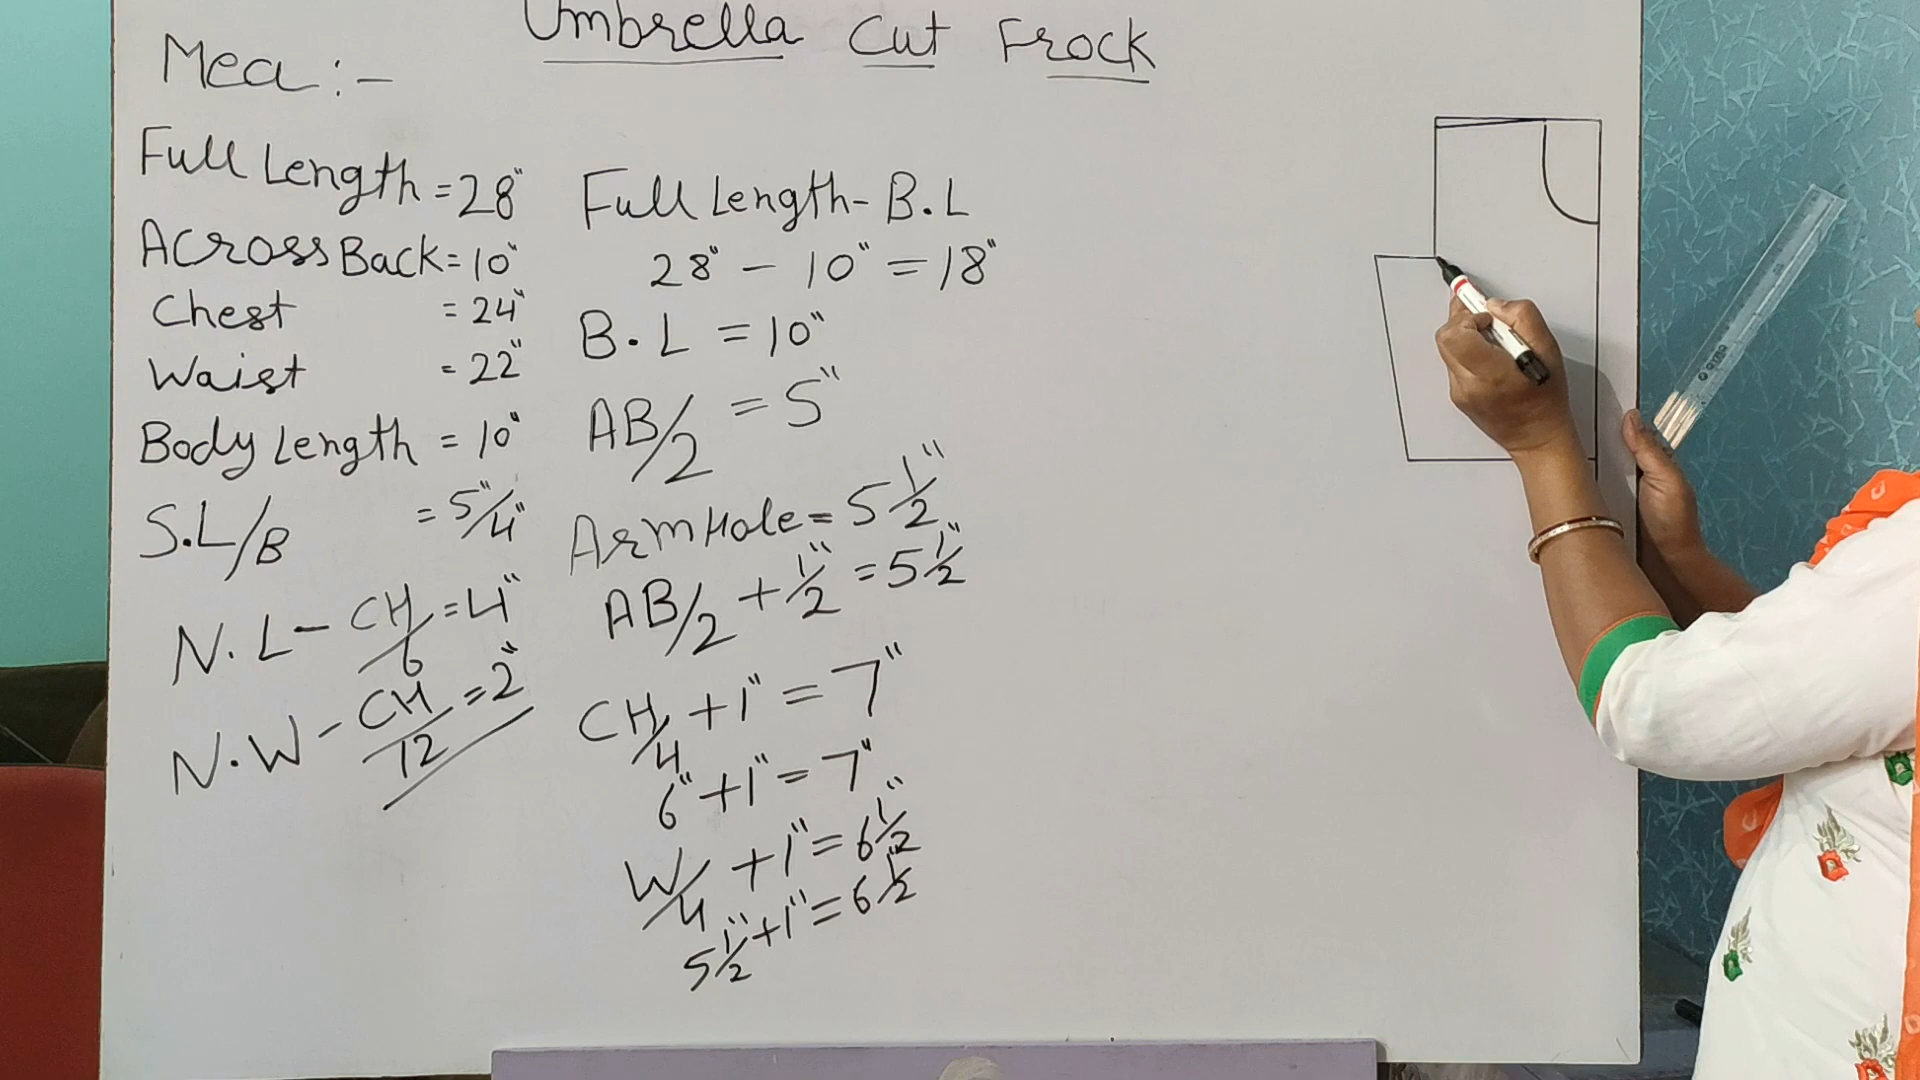 Umbrella Cut Frock
Mea :-
Full Length = 28"
Across Back = 10"
Chest = 24"
Waist = 22"
Body Length = 10"
S.L/B = 5"/4"
N.L - CH/6 = 4"
N.W - CH/12 = 2"
Full Length - B.L
28" - 10" = 18"
B.L = 10"
AB/2 = 5"
Arm Hole = 5 1/2"
AB/2 + 1/2" = 5 1/2"
CH/4 + 1" = 7"
6" + 1" = 7"
W/4 + 1" = 6 1/2"
5 1/2" + 1" = 6 1/2"